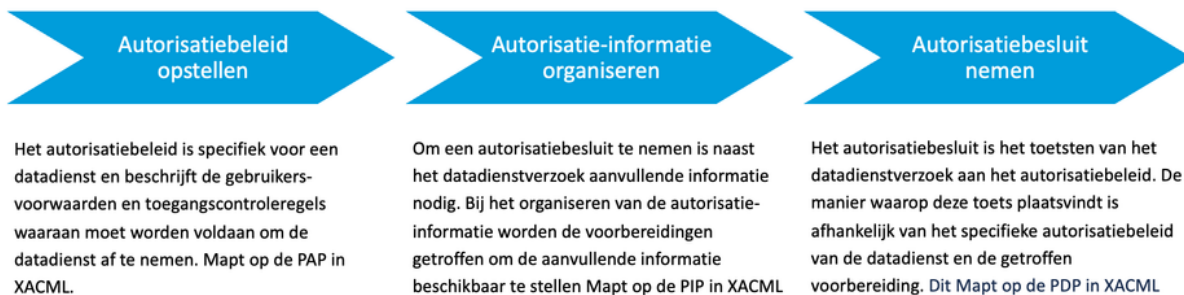 Autorisatiebeleid
opstellen
Het autorisatiebeleid is specifiek voor een
datadienst en beschrijft de gebruikers-
voorwaarden en toegangscontroleregels
waaraan moet worden voldaan om de
datadienst af te nemen. Mapt op de PAP in
XACML.
Autorisatie-informatie
organiseren
Om een autorisatiebesluit te nemen is naast
het datadienstverzoek aanvullende informatie
nodig. Bij het organiseren van de autorisatie-
informatie worden de voorbereidingen
getroffen om de aanvullende informatie
beschikbaar te stellen Mapt op de PIP in XACML
Autorisatiebesluit
nemen
Het autorisatiebesluit is het toetsten van het
datadienstverzoek aan het autorisatiebeleid. De
manier waarop deze toets plaatsvindt is
afhankelijk van het specifieke autorisatiebeleid
van de datadienst en de getroffen
voorbereiding. Dit Mapt op de PDP in XACML